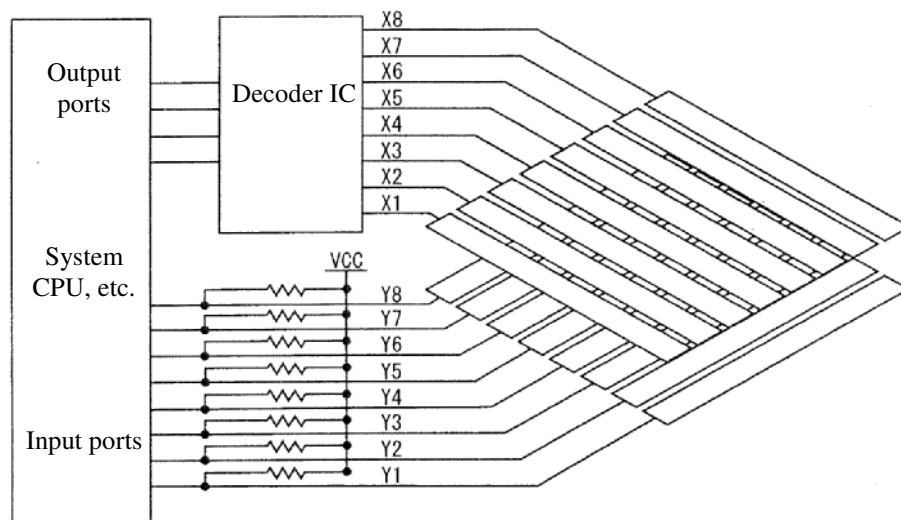 Output
ports
Decoder IC
X8
X7
X6
X5
X4
X3
X2
X1
System
CPU, etc.
VCC
Y8
Y7
Y6
Y5
Y4
Y3
Y2
Y1
Input ports